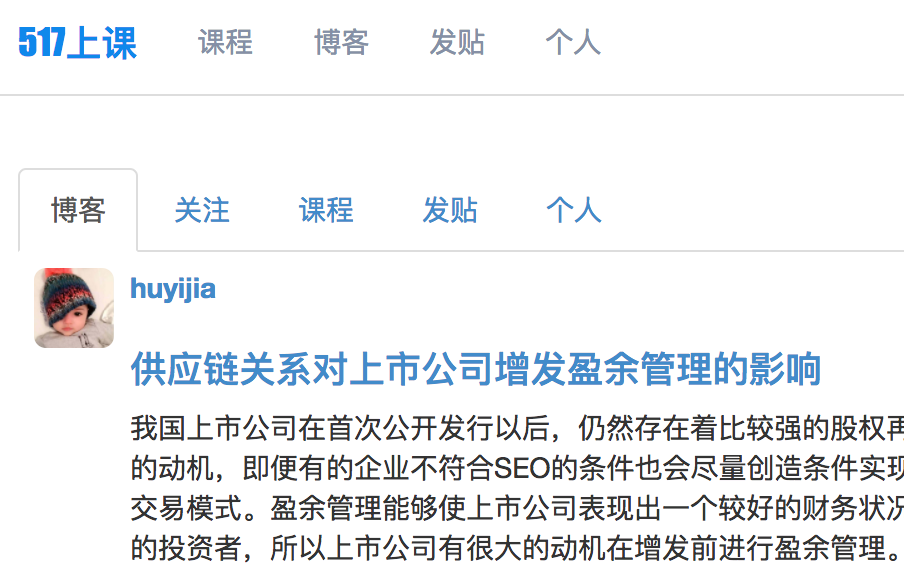 517上课 课程 博客 发贴 个人
博客 关注 课程 发贴 个人
huyijia
供应链关系对上市公司增发盈余管理的影响
我国上市公司在首次公开发行以后，仍然存在着比较强的股权再
的动机，即便有的企业不符合SEO的条件也会尽量创造条件实现
交易模式。盈余管理能够使上市公司表现出一个较好的财务状况
的投资者，所以上市公司有很大的动机在增发前进行盈余管理。